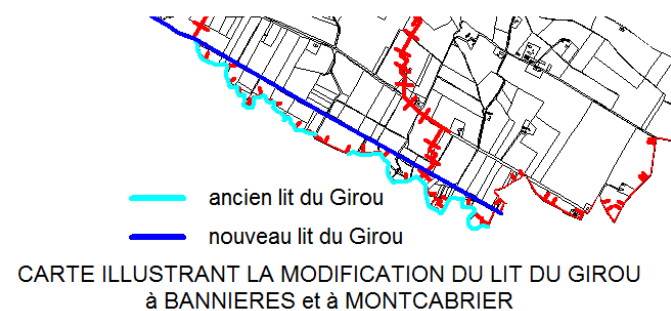 ancien lit du Girou
nouveau lit du Girou
CARTE ILLUSTRANT LA MODIFICATION DU LIT DU GIROU
à BANNIERES et à MONTCABRIER